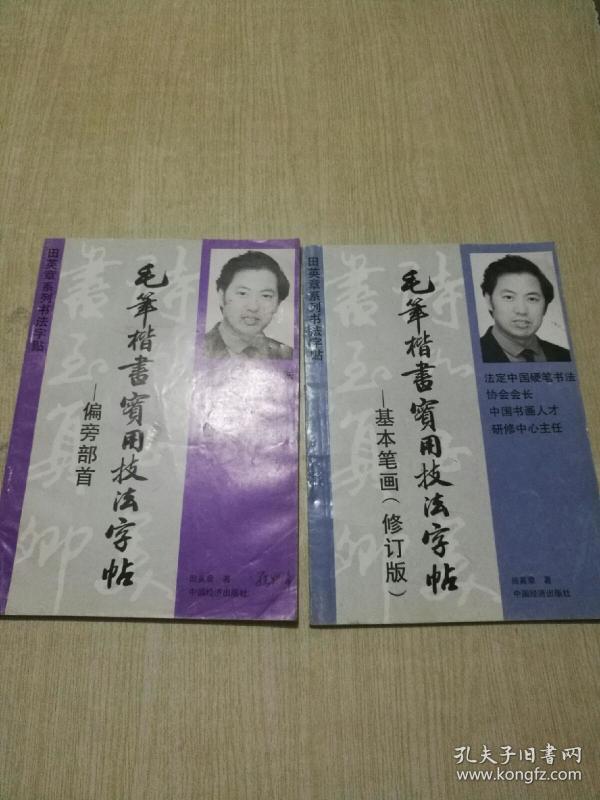 田英章系列书法字帖
毛筆楷書實用技法字帖
—偏旁部首
田英章 著
中国经济出版社
田英章系列书法字帖
毛筆楷書實用技法字帖
—基本笔画(修订版)
法定中国硬笔书法
协会会长
中国书画人才
研修中心主任
田英章 著
中国经济出版社
孔夫子旧书网
www.kongfz.com